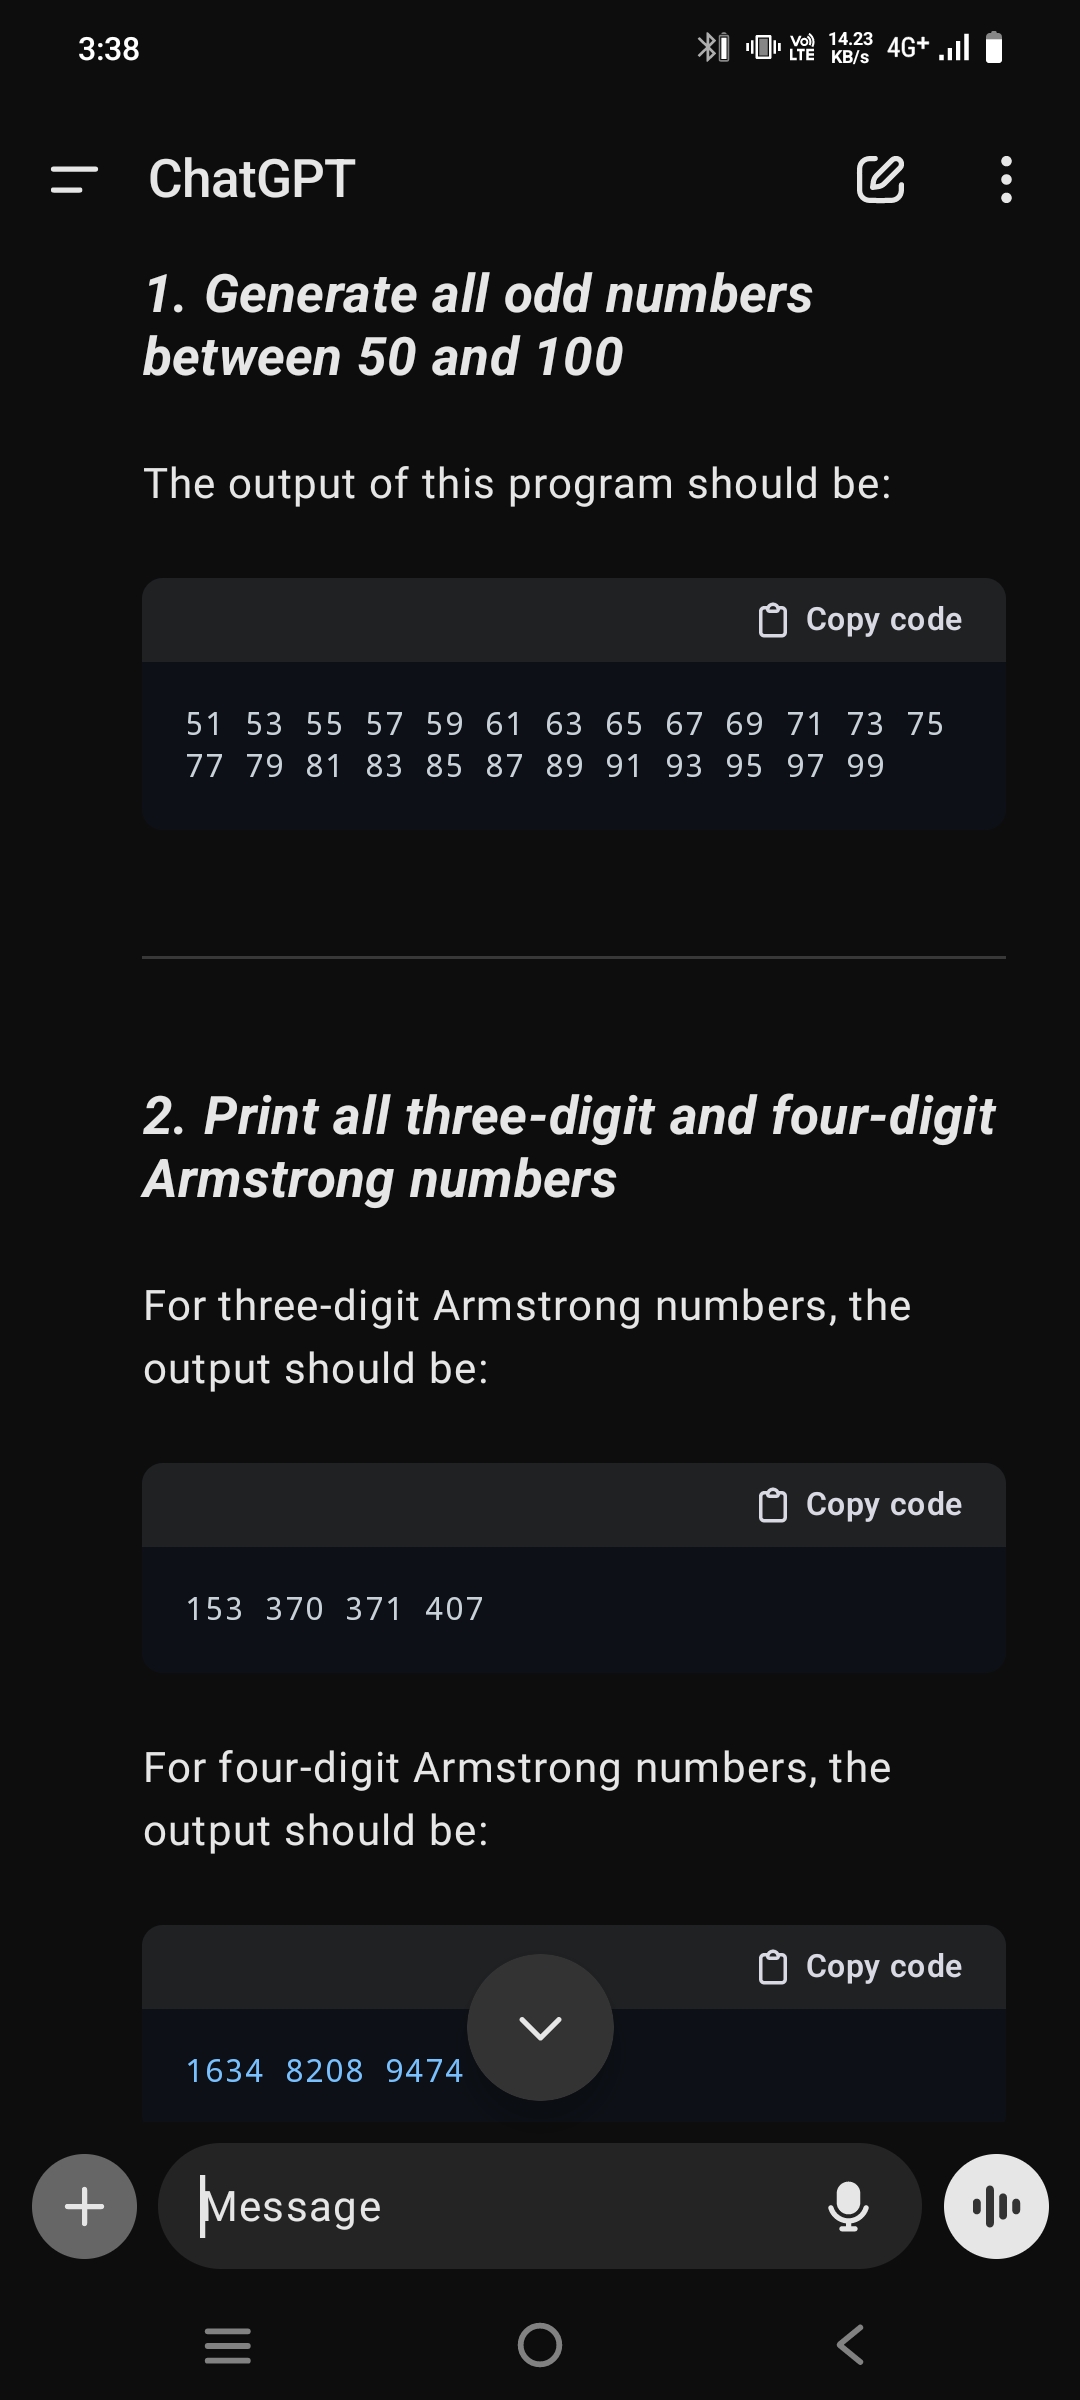 3:38
Vo)) LTE 14.23 KB/s 4G+
ChatGPT
1. Generate all odd numbers
between 50 and 100
The output of this program should be:
Copy code
51 53 55 57 59 61 63 65 67 69 71 73 75
77 79 81 83 85 87 89 91 93 95 97 99
2. Print all three-digit and four-digit
Armstrong numbers
For three-digit Armstrong numbers, the
output should be:
Copy code
153 370 371 407
For four-digit Armstrong numbers, the
output should be:
Copy code
1634 8208 9474
Message